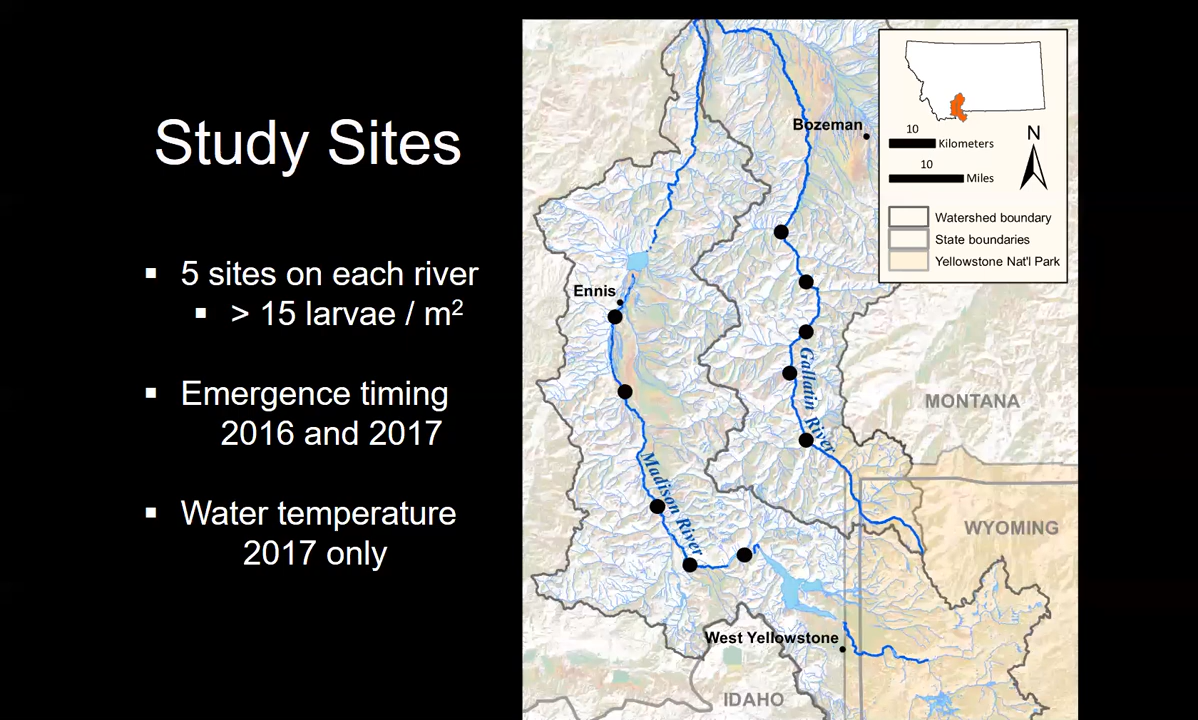 Study Sites
▪ 5 sites on each river
▪ > 15 larvae / m²
▪ Emergence timing
2016 and 2017
▪ Water temperature
2017 only
Bozeman
Ennis
Gallatin River
Madison River
MONTANA
WYOMING
West Yellowstone
IDAHO
10
Kilometers
10
Miles
N
Watershed boundary
State boundaries
Yellowstone Nat'l Park